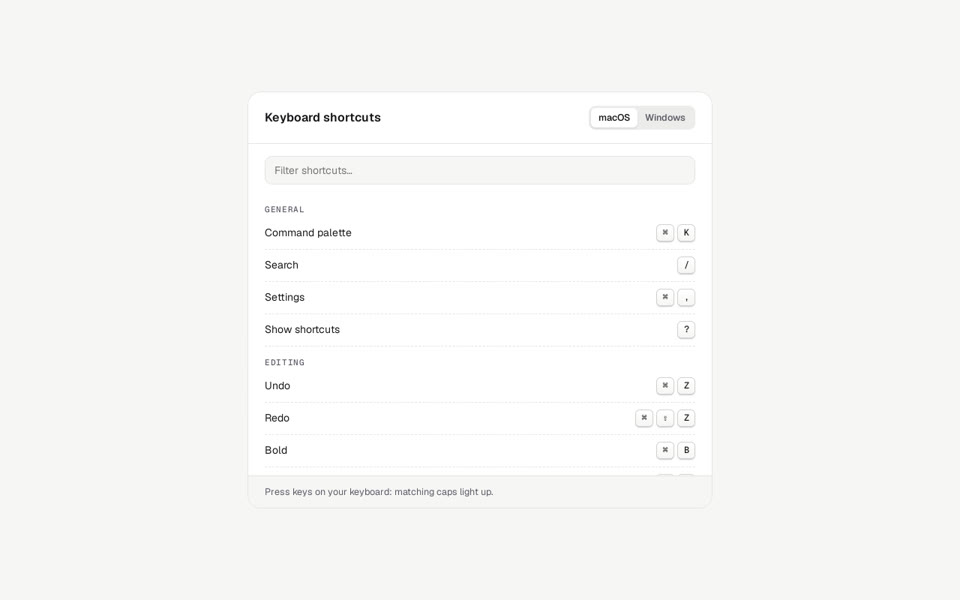 Keyboard shortcuts
macOS Windows
Filter shortcuts…
GENERAL
Command palette ⌘ K
Search /
Settings ⌘ ,
Show shortcuts ?
EDITING
Undo ⌘ Z
Redo ⌘ ⇧ Z
Bold ⌘ B
Press keys on your keyboard: matching caps light up.